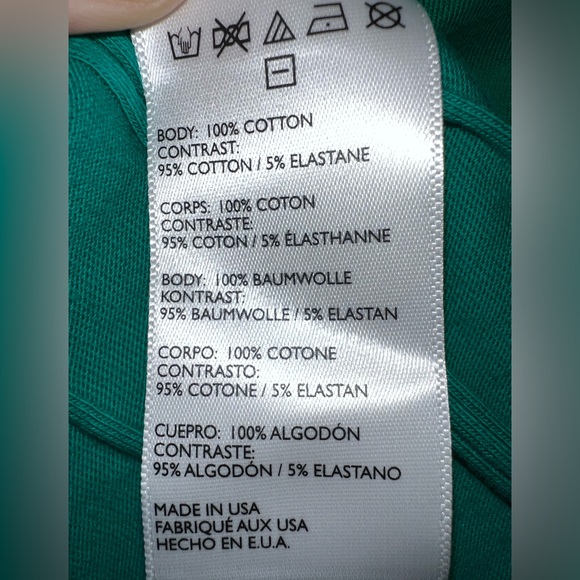 BODY: 100% COTTON
CONTRAST:
95% COTTON / 5% ELASTANE
CORPS: 100% COTON
CONTRASTE:
95% COTON / 5% ÉLASTHANNE
BODY: 100% BAUMWOLLE
KONTRAST:
95% BAUMWOLLE / 5% ELASTAN
CORPO: 100% COTONE
CONTRASTO:
95% COTONE / 5% ELASTAN
CUEPRO: 100% ALGODÓN
CONTRASTE:
95% ALGODÓN / 5% ELASTANO
MADE IN USA
FABRIQUÉ AUX USA
HECHO EN E.U.A.